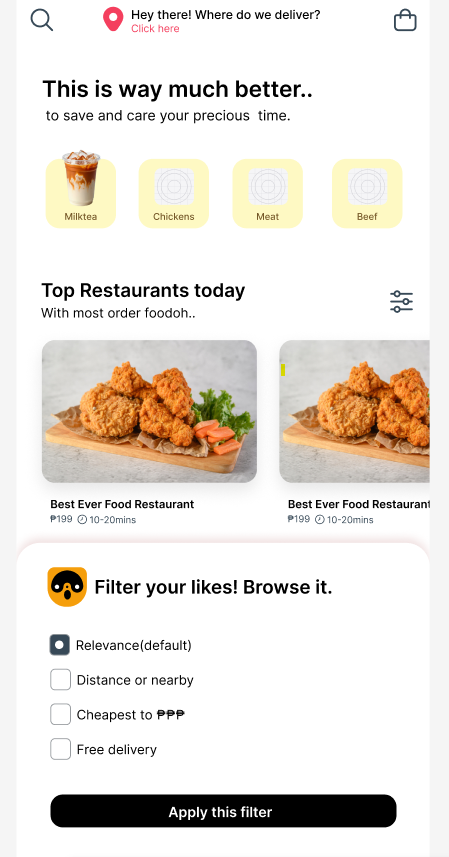 Hey there! Where do we deliver?
Click here
This is way much better..
to save and care your precious time.
Milktea
Chickens
Meat
Beef
Top Restaurants today
With most order foodoh..
Best Ever Food Restaurant
₱199 10-20mins
Best Ever Food Restaurant
₱199 10-20mins
Filter your likes! Browse it.
Relevance(default)
Distance or nearby
Cheapest to ₱₱₱
Free delivery
Apply this filter